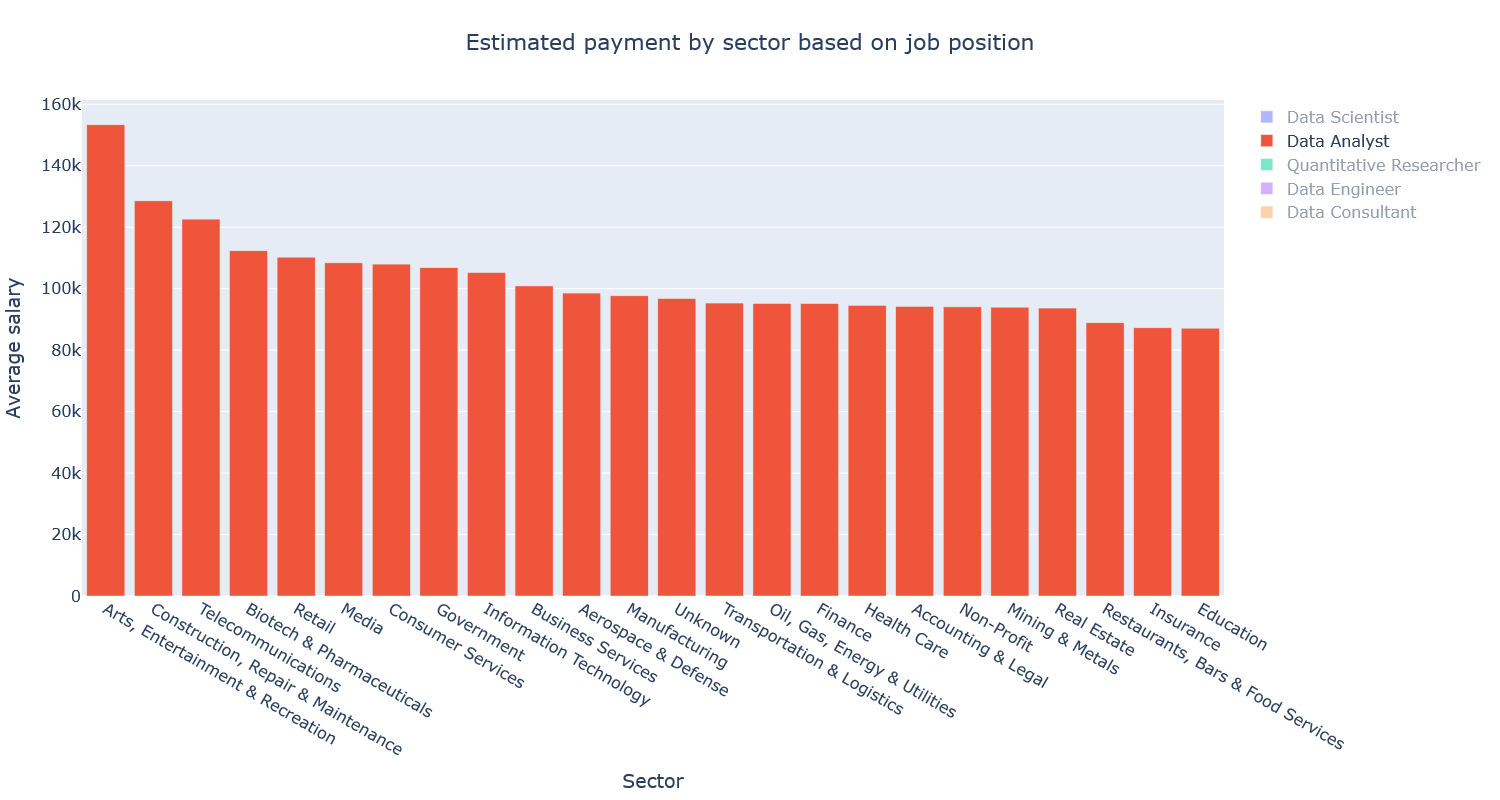 Estimated payment by sector based on job position
Average salary
160k
140k
120k
100k
80k
60k
40k
20k
0
Data Scientist
Data Analyst
Quantitative Researcher
Data Engineer
Data Consultant
Arts, Entertainment & Recreation
Construction, Repair & Maintenance
Telecommunications
Biotech & Pharmaceuticals
Retail
Media
Consumer Services
Government
Information Technology
Business Services
Aerospace & Defense
Manufacturing
Unknown
Transportation & Logistics
Oil, Gas, Energy & Utilities
Finance
Health Care
Accounting & Legal
Non-Profit
Mining & Metals
Real Estate
Restaurants, Bars & Food Services
Insurance
Education
Sector